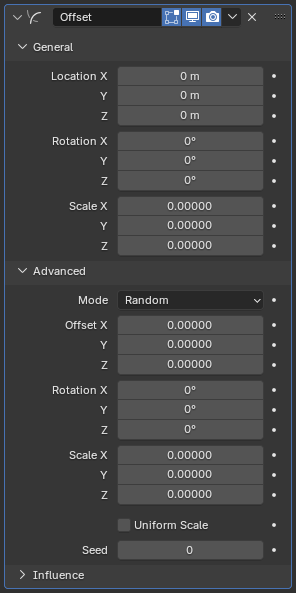 Offset
General
Location X 0 m
Y 0 m
Z 0 m
Rotation X 0°
Y 0°
Z 0°
Scale X 0.00000
Y 0.00000
Z 0.00000
Advanced
Mode Random
Offset X 0.00000
Y 0.00000
Z 0.00000
Rotation X 0°
Y 0°
Z 0°
Scale X 0.00000
Y 0.00000
Z 0.00000
Uniform Scale
Seed 0
Influence